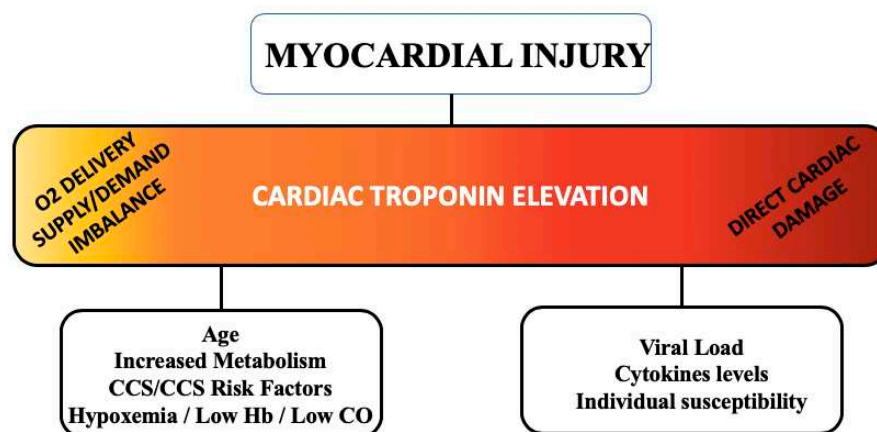 MYOCARDIAL INJURY
O2 DELIVERY
SUPPLY/DEMAND
IMBALANCE
CARDIAC TROPONIN ELEVATION
DIRECT CARDIAC
DAMAGE
Age
Increased Metabolism
CCS/CCS Risk Factors
Hypoxemia / Low Hb / Low CO
Viral Load
Cytokines levels
Individual susceptibility